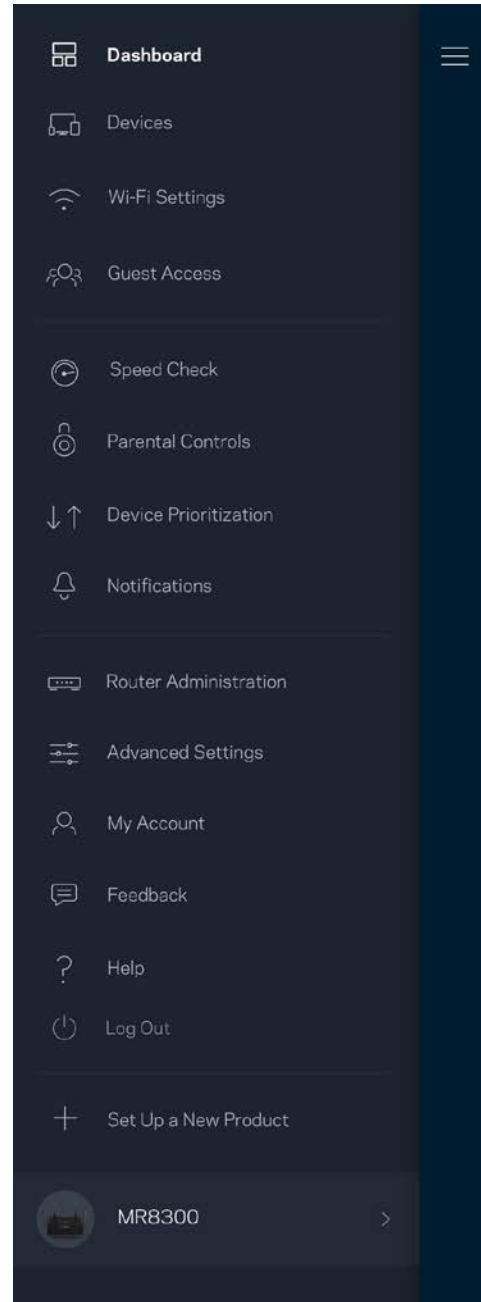 Dashboard
Devices
Wi-Fi Settings
Guest Access
Speed Check
Parental Controls
Device Prioritization
Notifications
Router Administration
Advanced Settings
My Account
Feedback
Help
Log Out
Set Up a New Product
MR8300